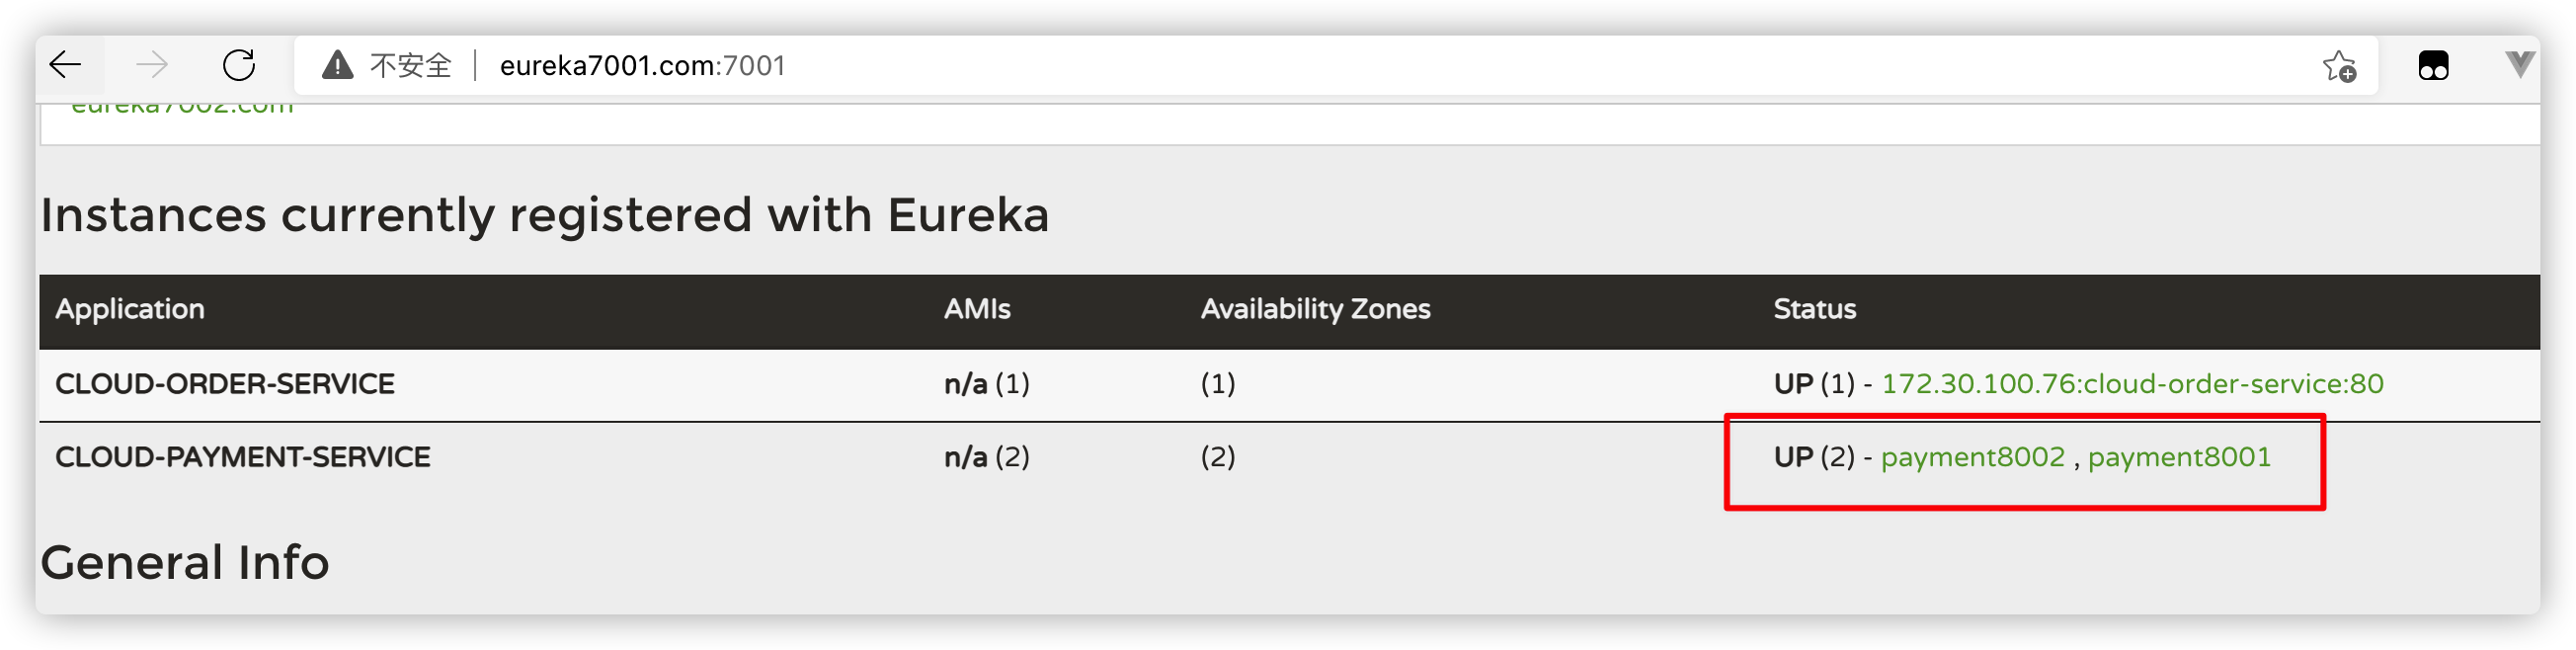 不安全 | eureka7001.com:7001
eureka7002.com
Instances currently registered with Eureka
Application AMIs Availability Zones Status
CLOUD-ORDER-SERVICE n/a (1) (1) UP (1) - 172.30.100.76:cloud-order-service:80
CLOUD-PAYMENT-SERVICE n/a (2) (2) UP (2) - payment8002 , payment8001
General Info